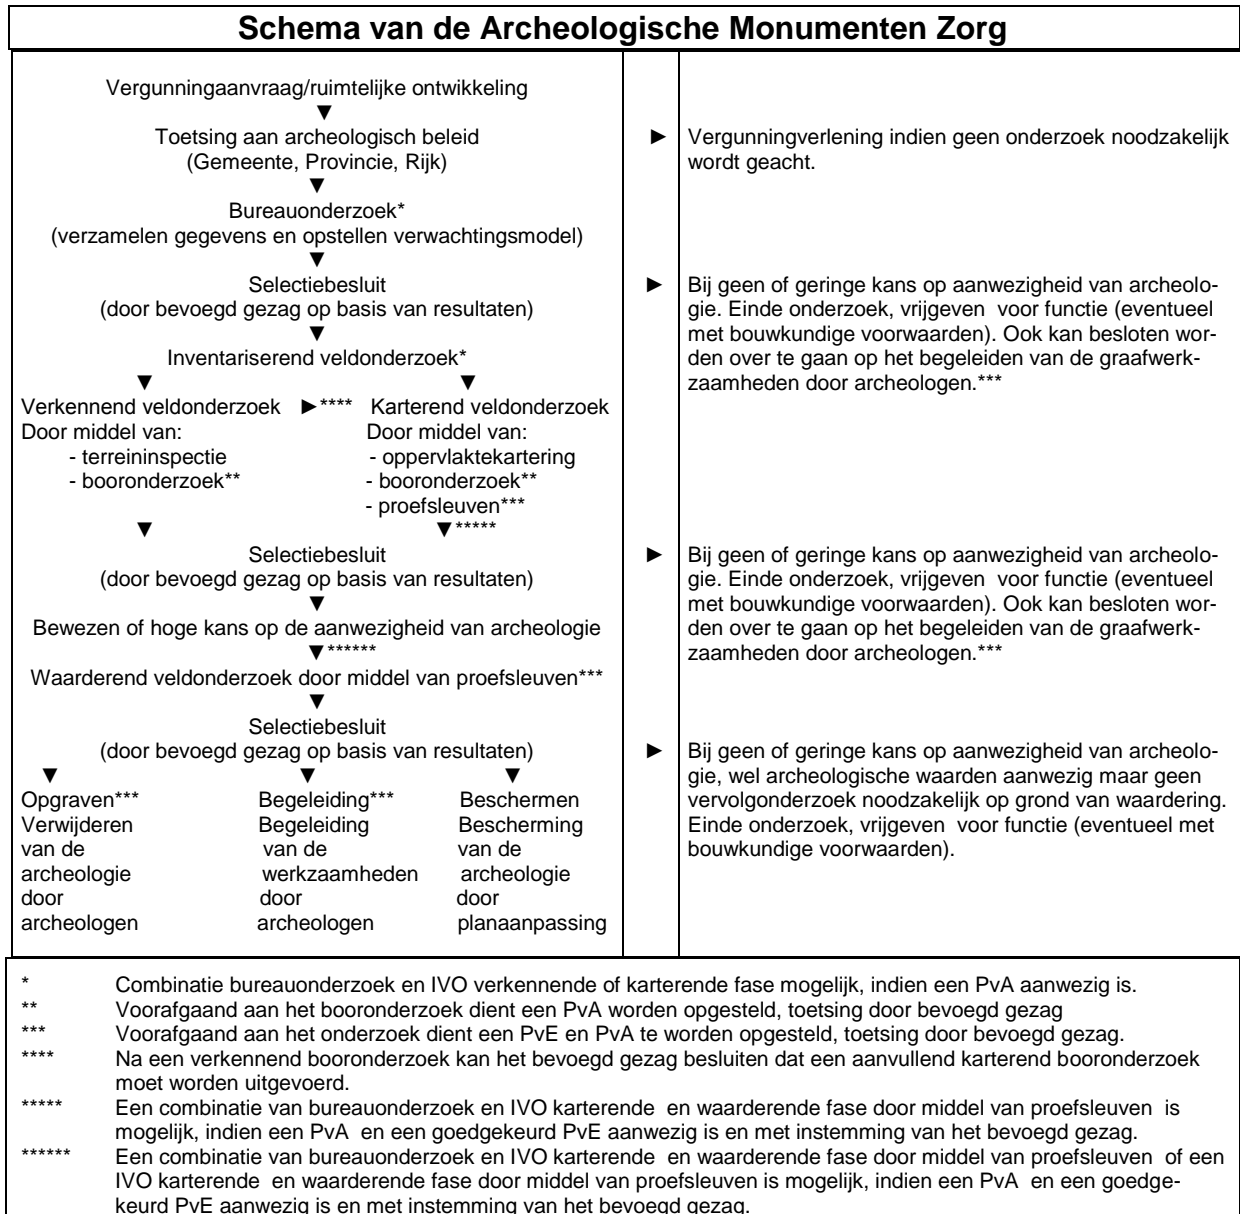 Schema van de Archeologische Monumenten Zorg
Vergunningaanvraag/ruimtelijke ontwikkeling
▼
Toetsing aan archeologisch beleid
(Gemeente, Provincie, Rijk)
►
Vergunningverlening indien geen onderzoek noodzakelijk
wordt geacht.
▼
Bureauonderzoek*
(verzamelen gegevens en opstellen verwachtingsmodel)
▼
Selectiebesluit
(door bevoegd gezag op basis van resultaten)
►
Bij geen of geringe kans op aanwezigheid van archeolo-
gie. Einde onderzoek, vrijgeven voor functie (eventueel
met bouwkundige voorwaarden). Ook kan besloten wor-
den over te gaan op het begeleiden van de graafwerk-
zaamheden door archeologen.***
▼
Inventariserend veldonderzoek*
▼ ▼
Verkennend veldonderzoek ►**** Karterend veldonderzoek
Door middel van: Door middel van:
- terreininspectie - oppervlaktekartering
- booronderzoek** - booronderzoek**
- proefsleuven***
▼ ▼*****
Selectiebesluit
(door bevoegd gezag op basis van resultaten)
►
Bij geen of geringe kans op aanwezigheid van archeolo-
gie. Einde onderzoek, vrijgeven voor functie (eventueel
met bouwkundige voorwaarden). Ook kan besloten wor-
den over te gaan op het begeleiden van de graafwerk-
zaamheden door archeologen.***
▼
Bewezen of hoge kans op de aanwezigheid van archeologie
▼******
Waarderend veldonderzoek door middel van proefsleuven***
▼
Selectiebesluit
(door bevoegd gezag op basis van resultaten)
►
Bij geen of geringe kans op aanwezigheid van archeolo-
gie, wel archeologische waarden aanwezig maar geen
vervolgonderzoek noodzakelijk op grond van waardering.
Einde onderzoek, vrijgeven voor functie (eventueel met
bouwkundige voorwaarden).
▼ ▼ ▼
Opgraven*** Begeleiding*** Beschermen
Verwijderen Begeleiding Bescherming
van de van de van de
archeologie werkzaamheden archeologie
door door door
archeologen archeologen planaanpassing
* Combinatie bureauonderzoek en IVO verkennende of karterende fase mogelijk, indien een PvA aanwezig is.
** Voorafgaand aan het booronderzoek dient een PvA worden opgesteld, toetsing door bevoegd gezag
*** Voorafgaand aan het onderzoek dient een PvE en PvA te worden opgesteld, toetsing door bevoegd gezag.
**** Na een verkennend booronderzoek kan het bevoegd gezag besluiten dat een aanvullend karterend booronderzoek
moet worden uitgevoerd.
***** Een combinatie van bureauonderzoek en IVO karterende en waarderende fase door middel van proefsleuven is
mogelijk, indien een PvA en een goedgekeurd PvE aanwezig is en met instemming van het bevoegd gezag.
****** Een combinatie van bureauonderzoek en IVO karterende en waarderende fase door middel van proefsleuven of een
IVO karterende en waarderende fase door middel van proefsleuven is mogelijk, indien een PvA en een goedge-
keurd PvE aanwezig is en met instemming van het bevoegd gezag.